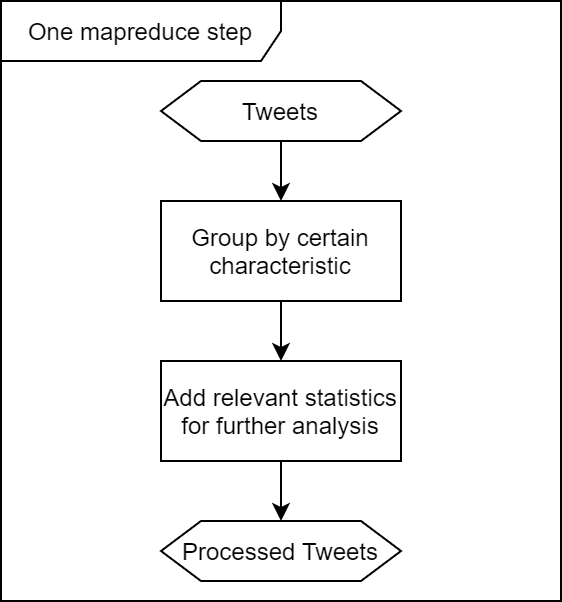 One mapreduce step
Tweets
Group by certain
characteristic
Add relevant statistics
for further analysis
Processed Tweets